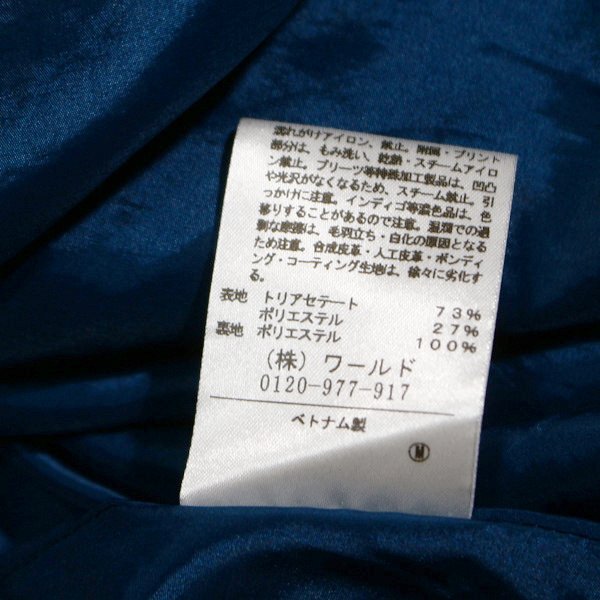 濡れがけアイロン、禁止。附属・プリント
部分は、もみ洗い、乾熱・スチームアイロ
ン禁止。プリーツ等特殊加工製品は、凹凸
や光沢がなくなるため、スチーム禁止。引
っかけに注意。インディゴ等濃色品は、色
移りすることがあるので注意。湿潤での過
剰な摩擦は、毛羽立ち・白化の原因となる
ため注意。合成皮革・人工皮革・ボンディ
ング・コーティング生地は、徐々に劣化す
る。
表地 トリアセテート 73%
ポリエステル 27%
裏地 ポリエステル 100%
(株)ワールド
0120-977-917
ベトナム製
M